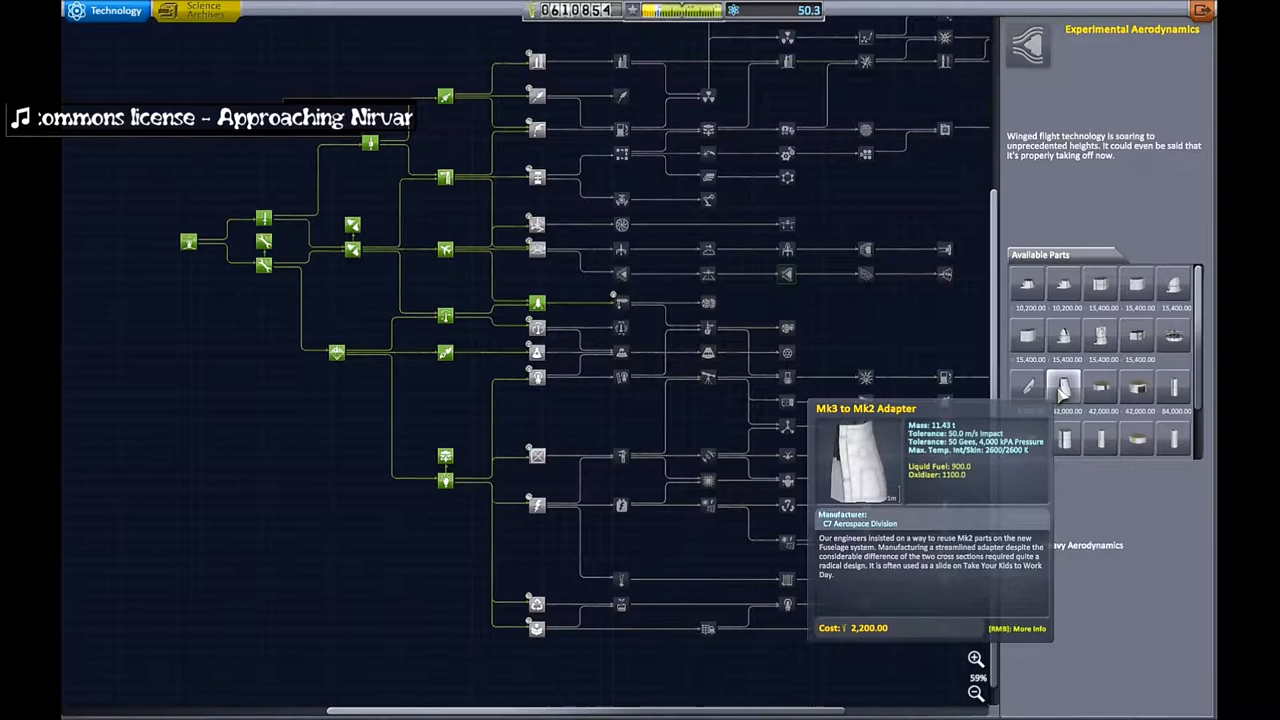 Technology
Science
Archives
0610854
50.3
Experimental Aerodynamics
:ommons license - Approaching Nirvar
Winged flight technology is soaring to
unprecedented heights. It could even be said that
it's properly taking off now.
Available Parts
10,200.00 10,200.00 15,400.00 15,400.00 15,400.00
15,400.00 15,400.00 15,400.00 15,400.00
42,000.00 42,000.00 42,000.00 84,000.00
Mk3 to Mk2 Adapter
Mass: 11.43 t
Tolerance: 50.0 m/s Impact
Tolerance: 50 Gees, 4,000 kPa Pressure
Max. Temp. Int/Skin: 2600/2600 K
Liquid Fuel: 900.0
Oxidizer: 1100.0
1m
Manufacturer:
C7 Aerospace Division
Our engineers insisted on a way to reuse Mk2 parts on the new
Fuselage system. Manufacturing a streamlined adapter despite the
considerable difference of the two cross sections required quite a
radical design. It is often used as a slide on Take Your Kids to Work
Day.
avy Aerodynamics
Cost: 2,200.00
[RMB]: More Info
59%